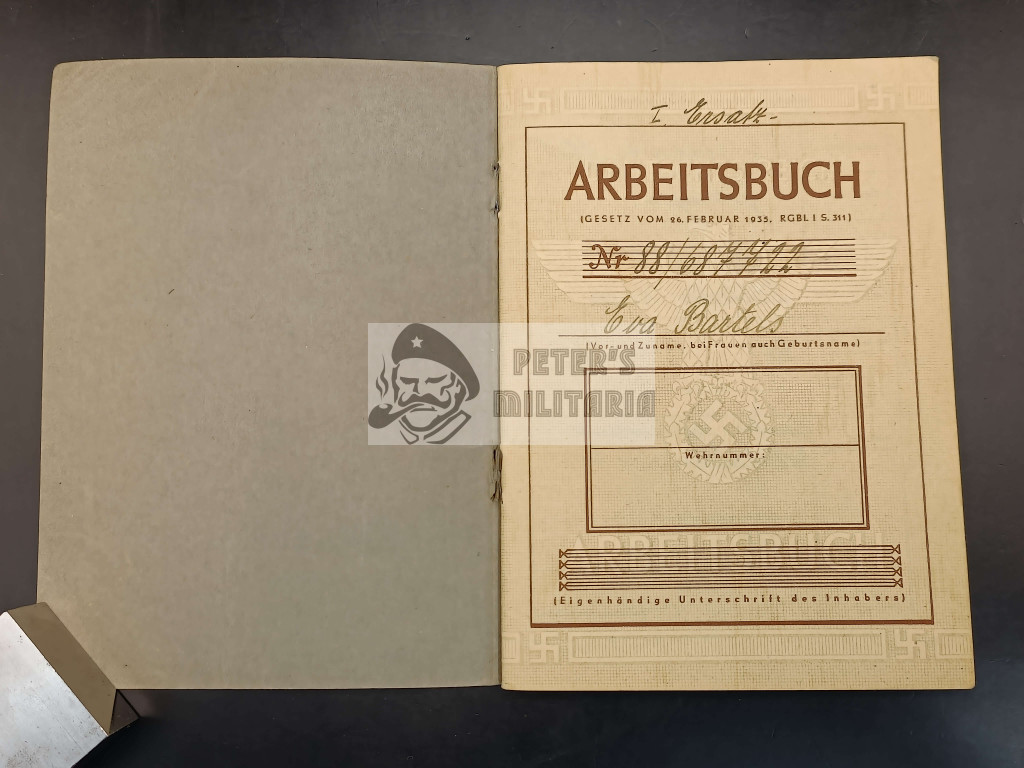 I. Ersatz-
ARBEITSBUCH
(GESETZ VOM 26. FEBRUAR 1935, RGBL I S. 311)
Nr 88/687422
Eva Bartels
(Vor- und Zuname, bei Frauen auch Geburtsname)
PETER'S
MILITARIA
Wehrnummer:
ARBEITSBUCH
(Eigenhändige Unterschrift des Inhabers)